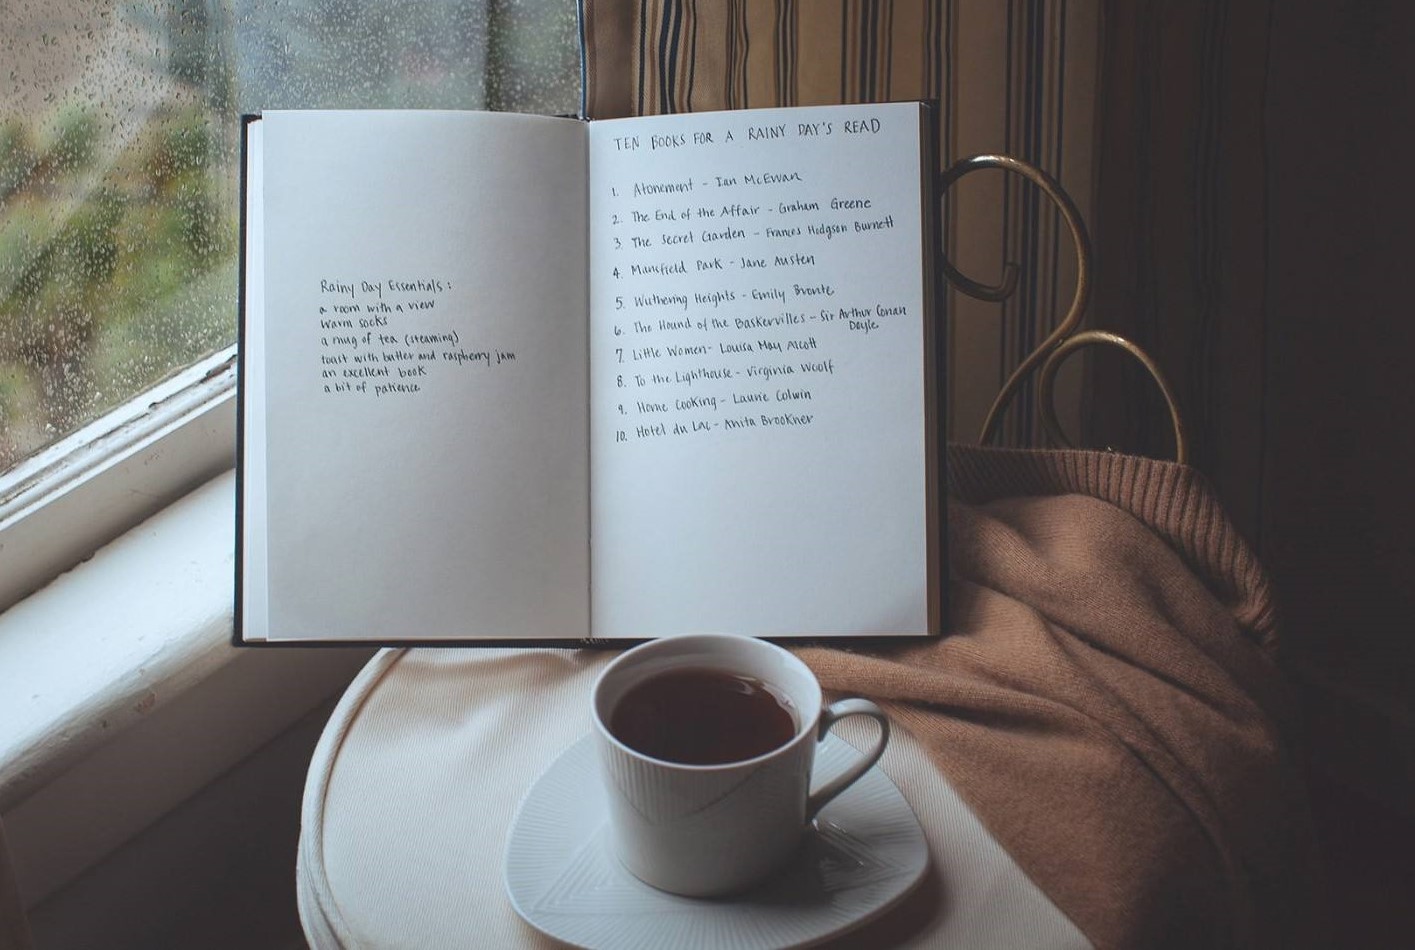 Rainy Day Essentials:
a room with a view
warm socks
a mug of tea (steaming)
toast with butter and raspberry jam
an excellent book
a bit of patience
TEN BOOKS FOR A RAINY DAY'S READ
1. Atonement - Ian McEwan
2. The End of the Affair - Graham Greene
3. The Secret Garden - Frances Hodgson Burnett
4. Mansfield Park - Jane Austen
5. Wuthering Heights - Emily Bronte
6. The Hound of the Baskervilles - Sir Arthur Conan
Doyle
7. Little Women - Louisa May Alcott
8. To the Lighthouse - Virginia Woolf
9. Home Cooking - Laurie Colwin
10. Hotel du Lac - Anita Brookner